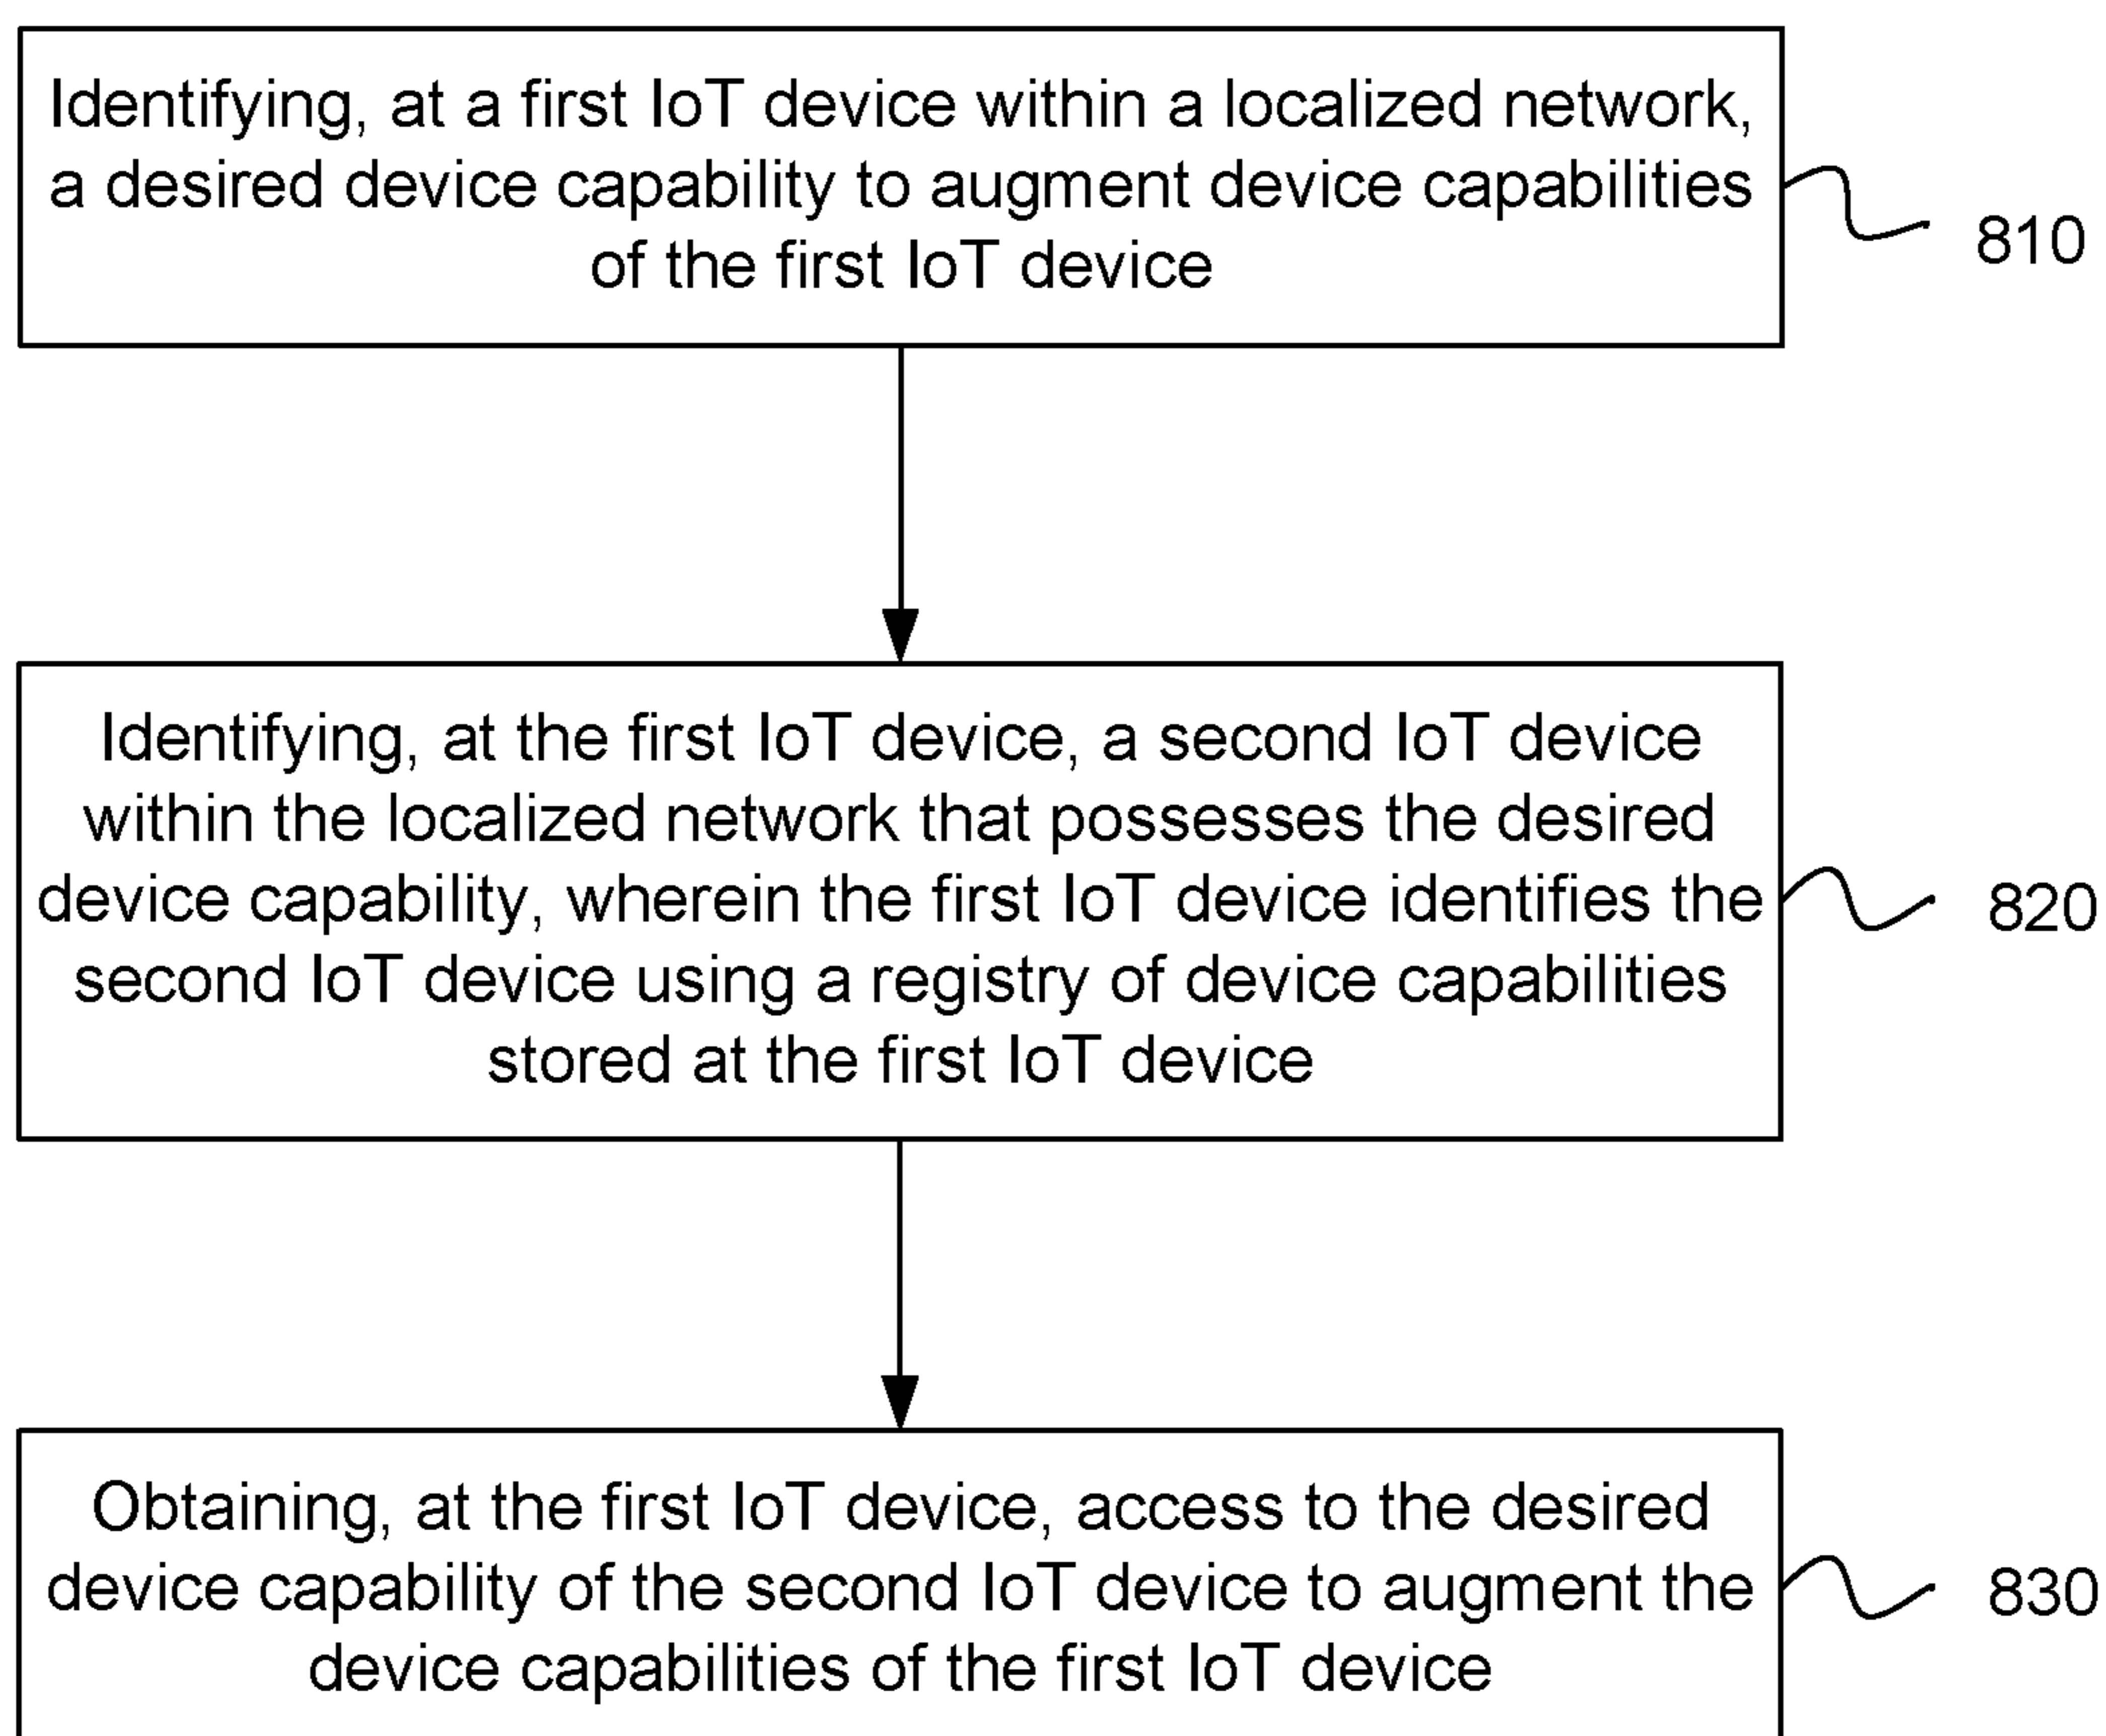 Identifying, at a first IoT device within a localized network,
a desired device capability to augment device capabilities
of the first IoT device
810
Identifying, at the first IoT device, a second IoT device
within the localized network that possesses the desired
device capability, wherein the first IoT device identifies the
second IoT device using a registry of device capabilities
stored at the first IoT device
820
Obtaining, at the first IoT device, access to the desired
device capability of the second IoT device to augment the
device capabilities of the first IoT device
830